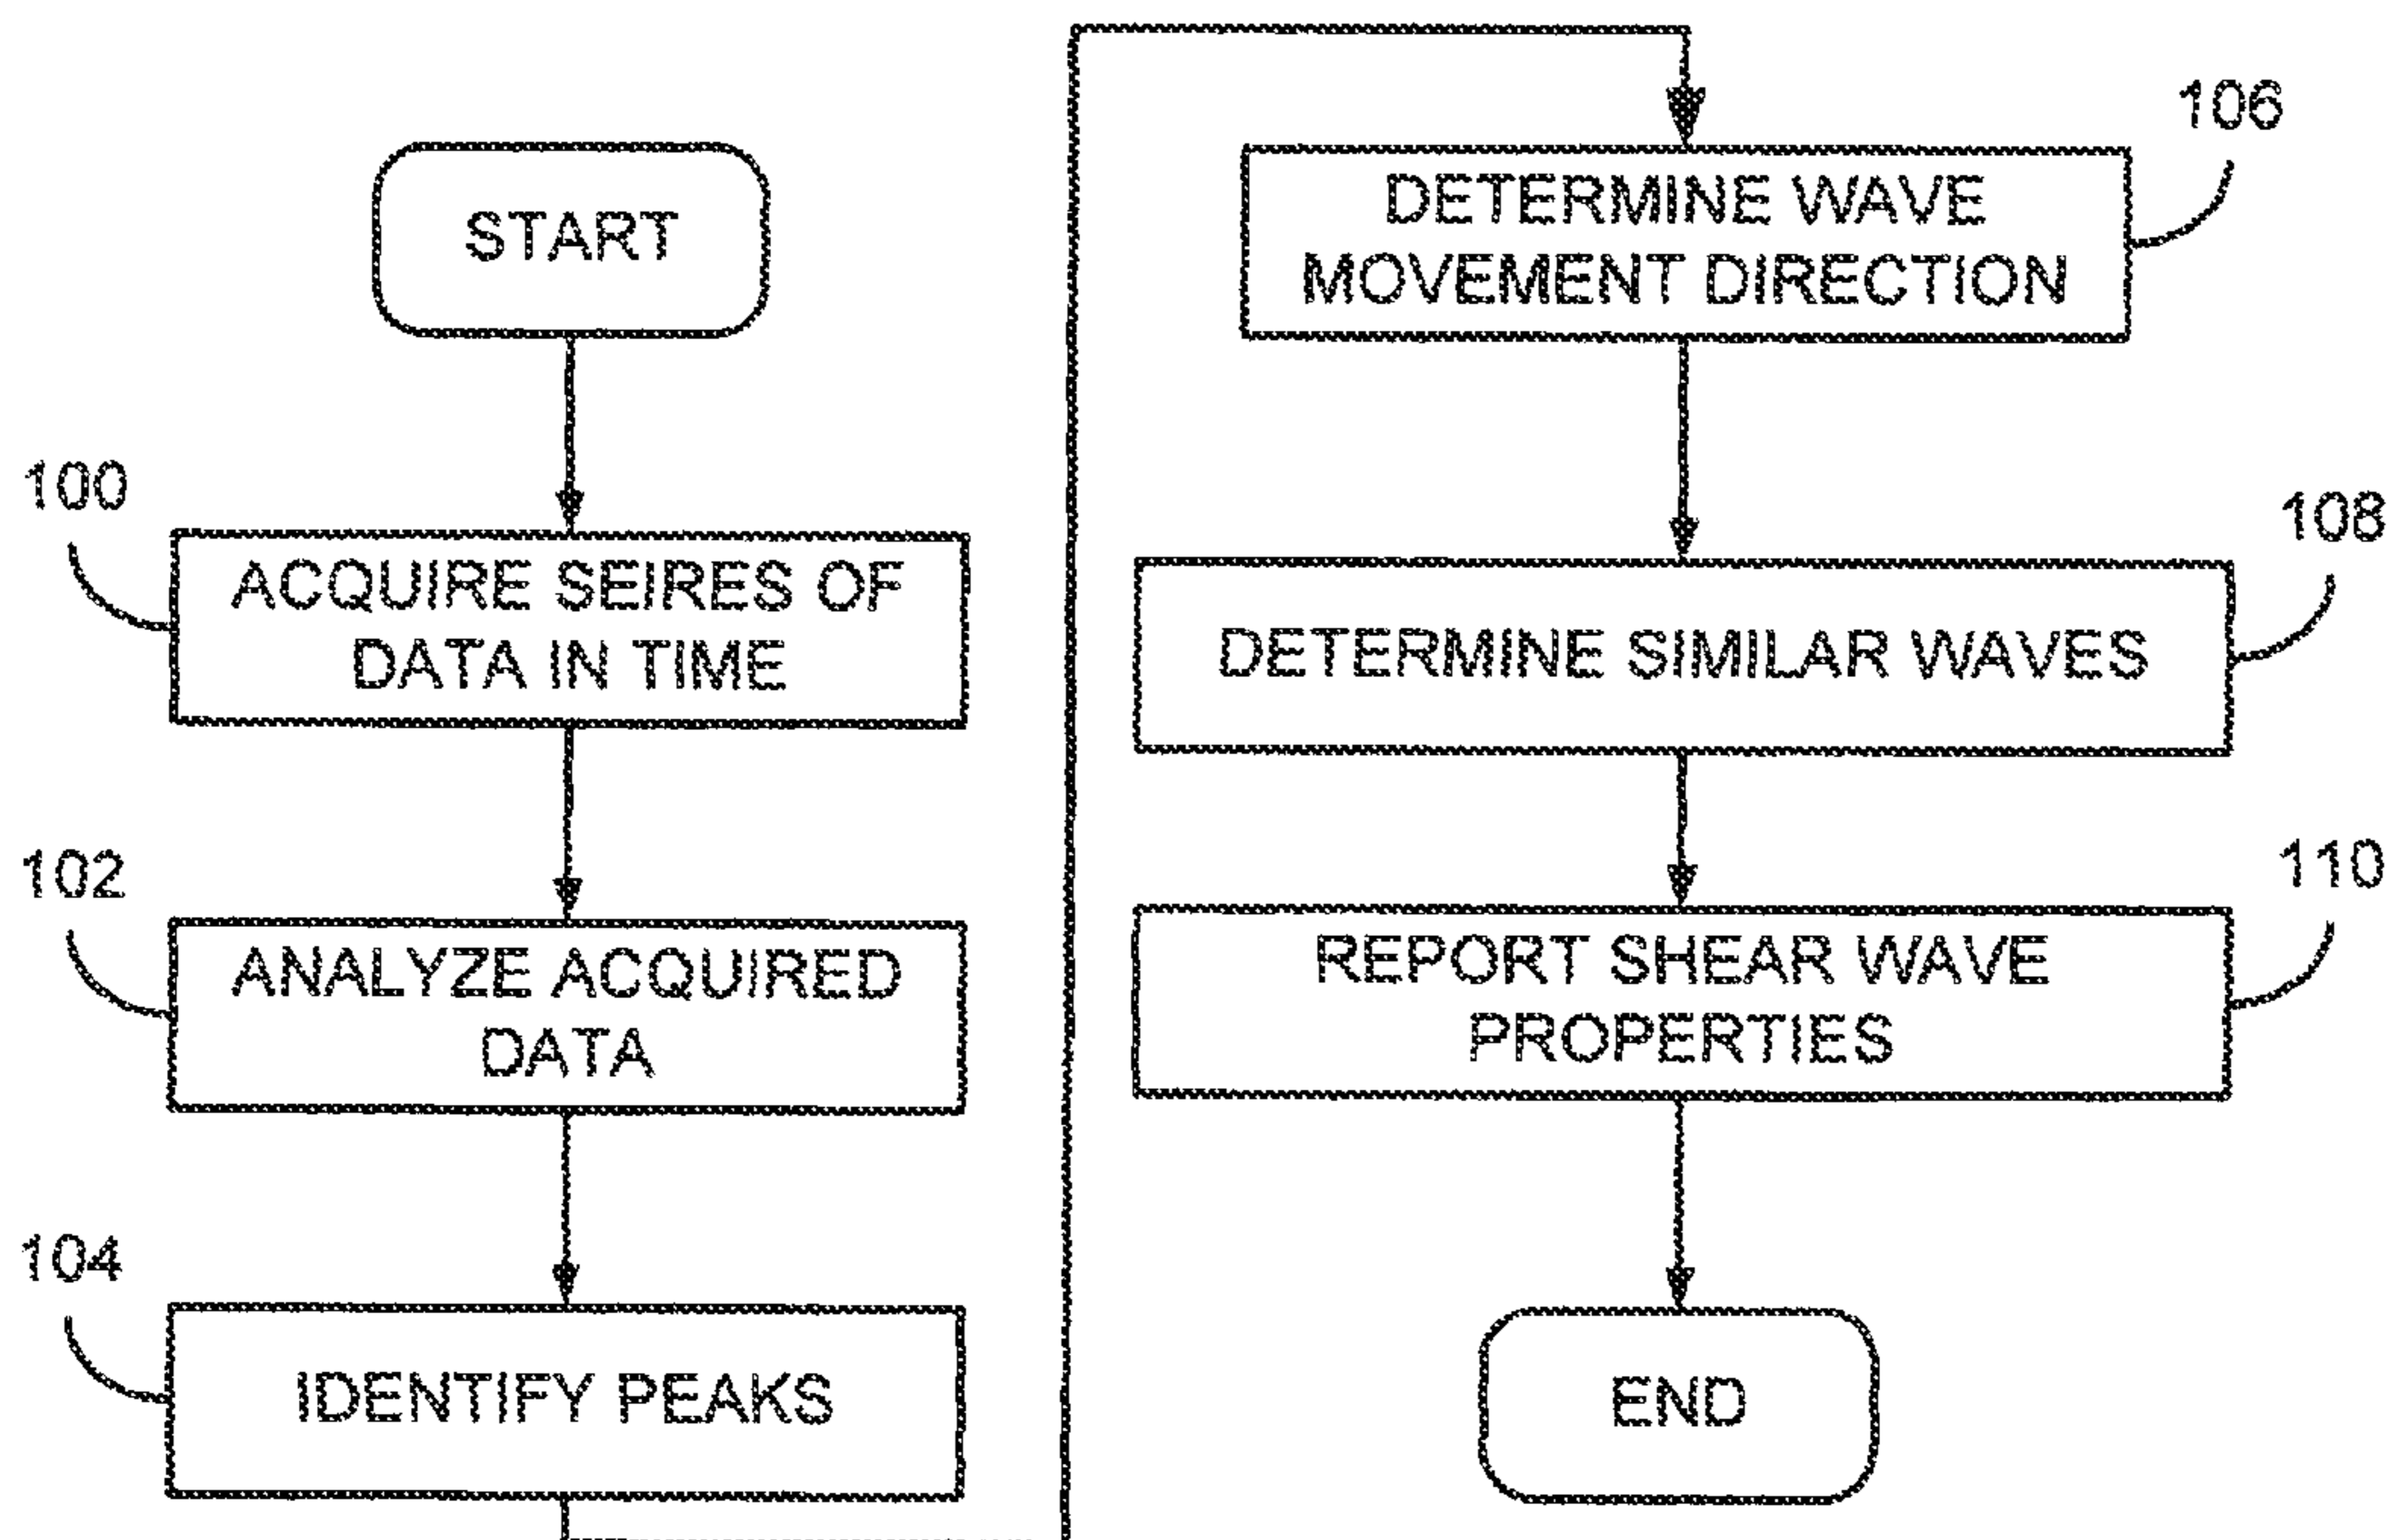 START
100
ACQUIRE SEIRES OF
DATA IN TIME
102
ANALYZE ACQUIRED
DATA
104
IDENTIFY PEAKS
106
DETERMINE WAVE
MOVEMENT DIRECTION
108
DETERMINE SIMILAR WAVES
110
REPORT SHEAR WAVE
PROPERTIES
END